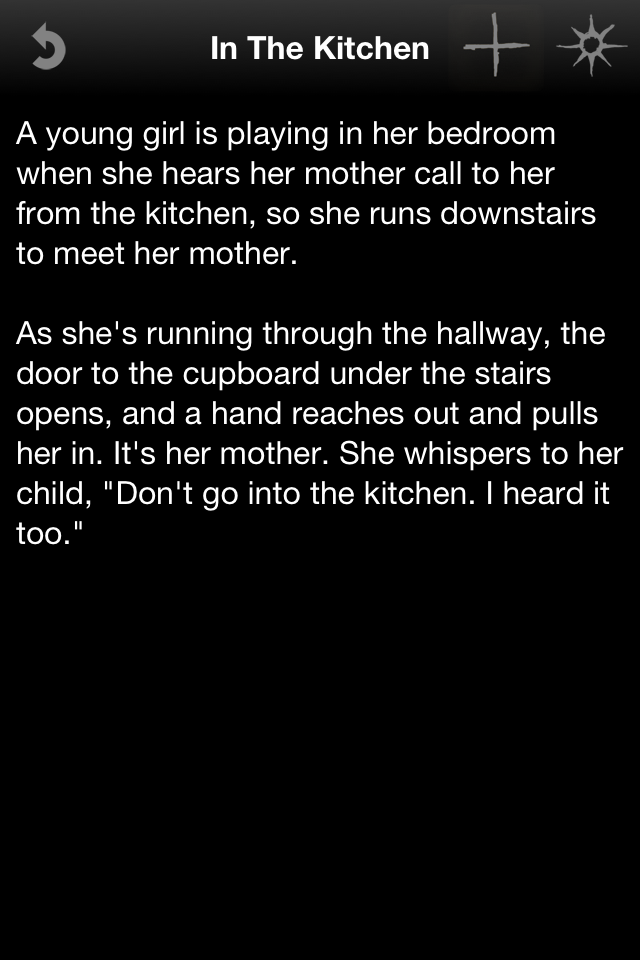 In The Kitchen
A young girl is playing in her bedroom
when she hears her mother call to her
from the kitchen, so she runs downstairs
to meet her mother.
As she's running through the hallway, the
door to the cupboard under the stairs
opens, and a hand reaches out and pulls
her in. It's her mother. She whispers to her
child, "Don't go into the kitchen. I heard it
too."